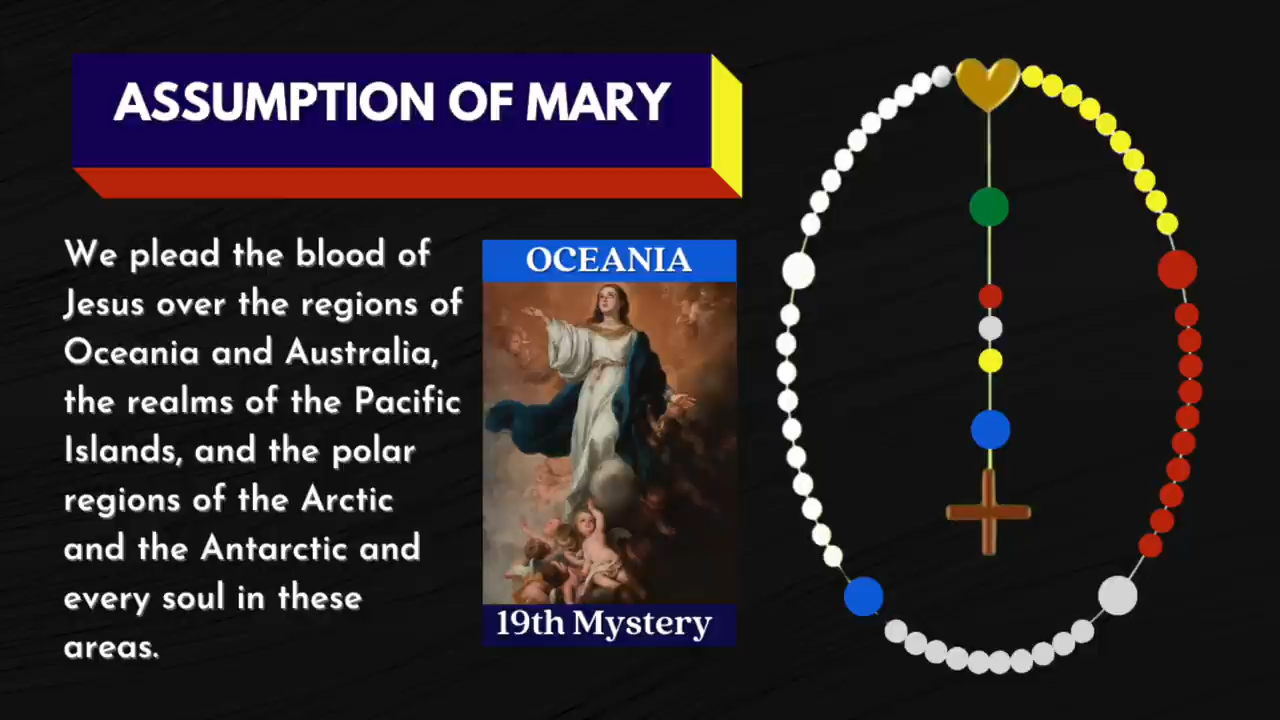 ASSUMPTION OF MARY
We plead the blood of
Jesus over the regions of
Oceania and Australia,
the realms of the Pacific
Islands, and the polar
regions of the Arctic
and the Antarctic and
every soul in these
areas.
OCEANIA
19th Mystery